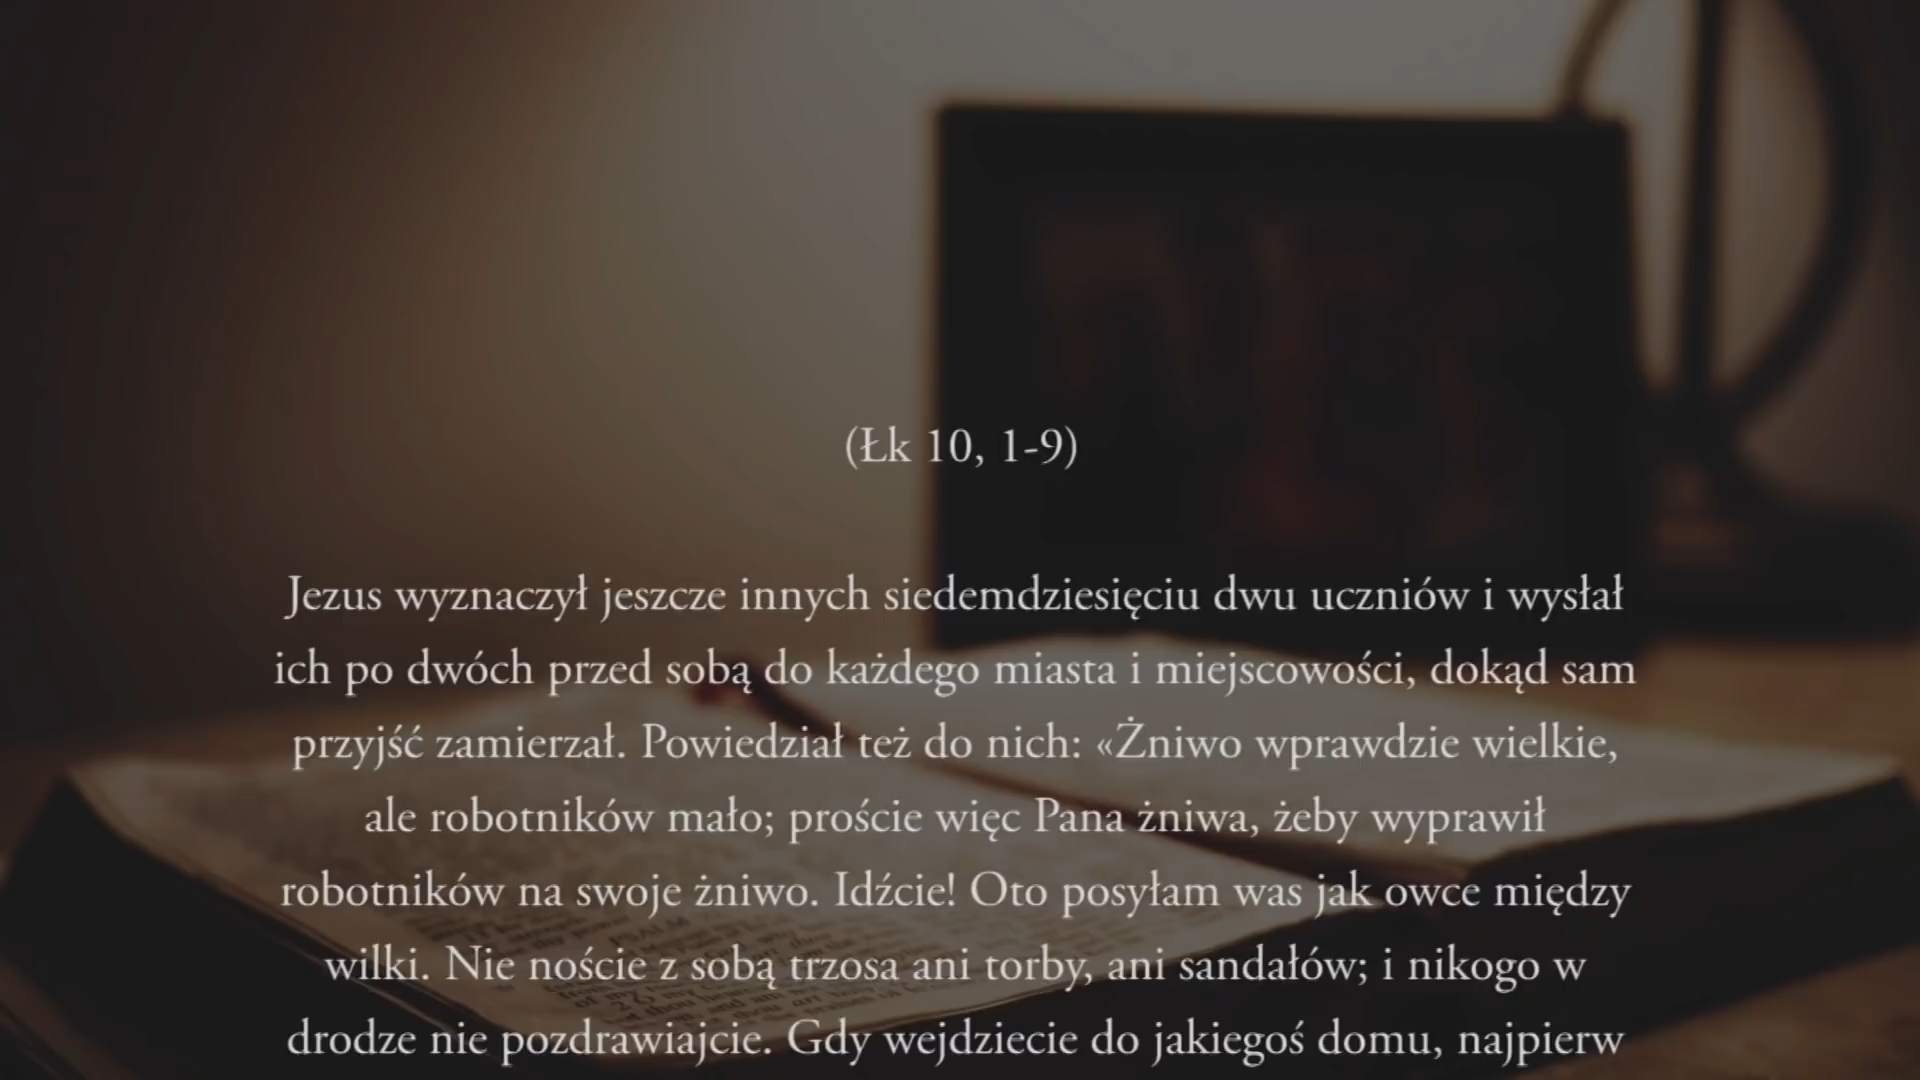 (Łk 10, 1-9)
Jezus wyznaczył jeszcze innych siedemdziesięciu dwu uczniów i wysłał
ich po dwóch przed sobą do każdego miasta i miejscowości, dokąd sam
przyjść zamierzał. Powiedział też do nich: «Żniwo wprawdzie wielkie,
ale robotników mało; proście więc Pana żniwa, żeby wyprawił
robotników na swoje żniwo. Idźcie! Oto posyłam was jak owce między
wilki. Nie noście z sobą trzosa ani torby, ani sandałów; i nikogo w
drodze nie pozdrawiajcie. Gdy wejdziecie do jakiegoś domu, najpierw